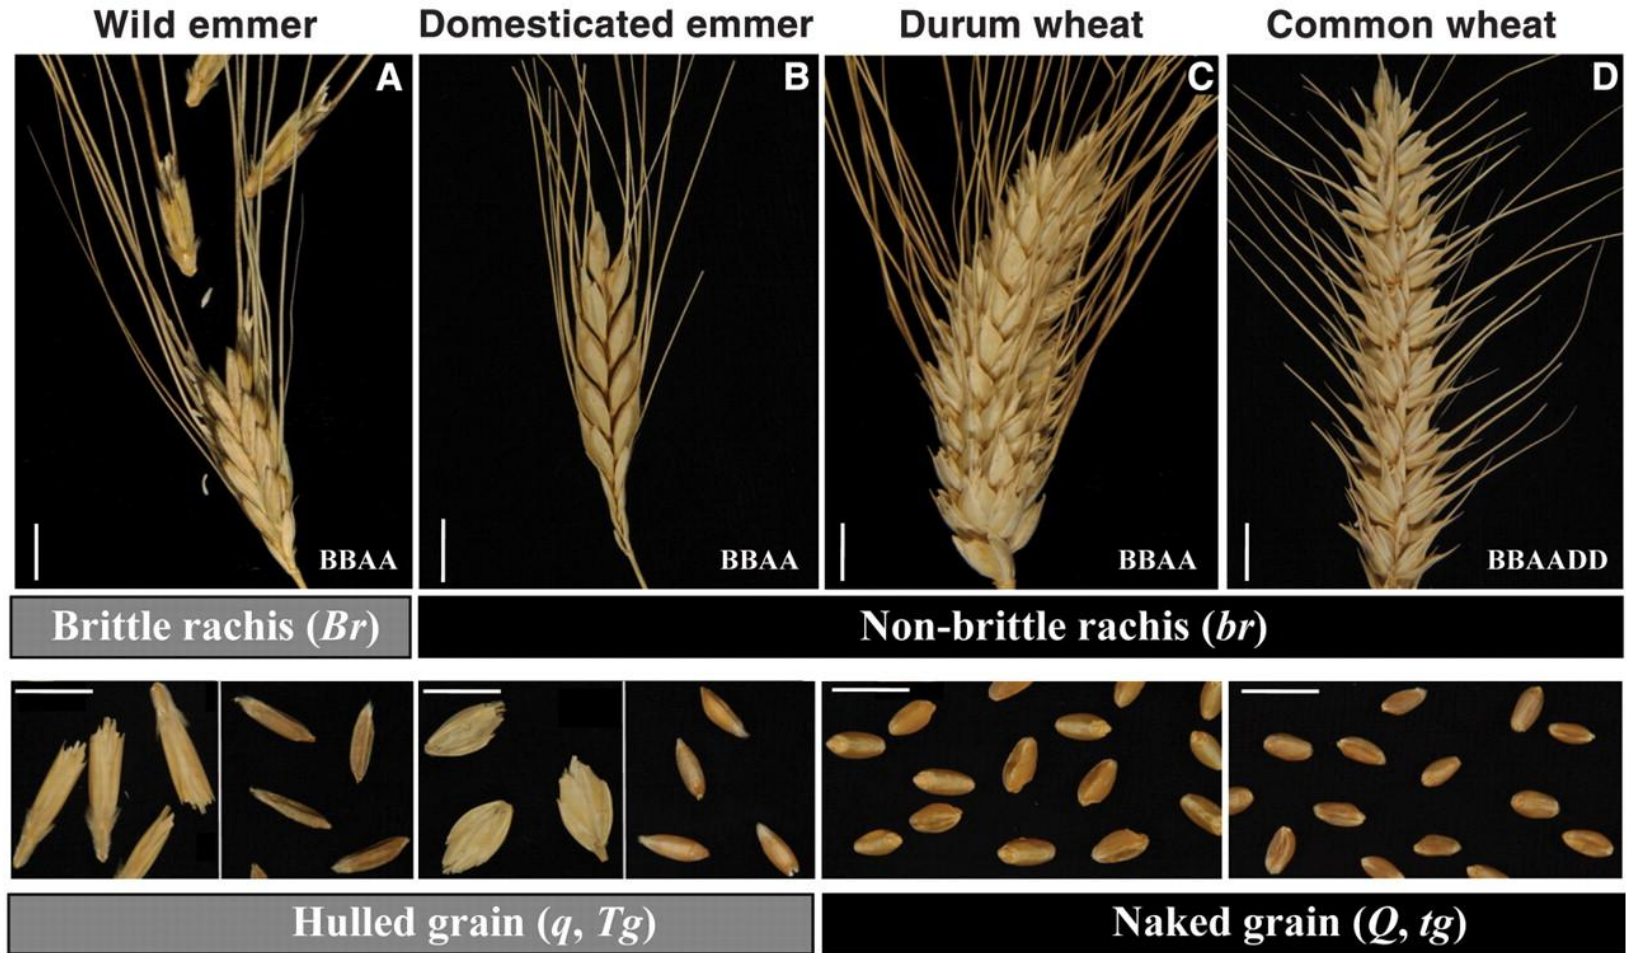 Wild emmer
Domesticated emmer
Durum wheat
Common wheat
A
B
C
D
BBAA
BBAA
BBAA
BBAADD
Brittle rachis (Br)
Non-brittle rachis (br)
Hulled grain (q, Tg)
Naked grain (Q, tg)